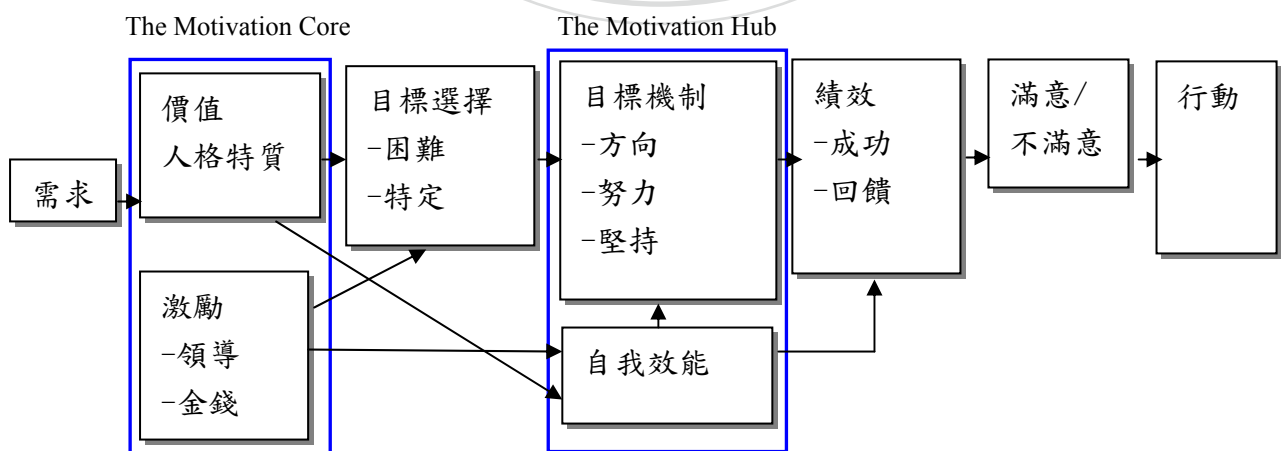 The Motivation Core
The Motivation Hub
需求
價值
人格特質
激勵
-領導
-金錢
目標選擇
-困難
-特定
目標機制
-方向
-努力
-堅持
自我效能
績效
-成功
-回饋
滿意/
不滿意
行動